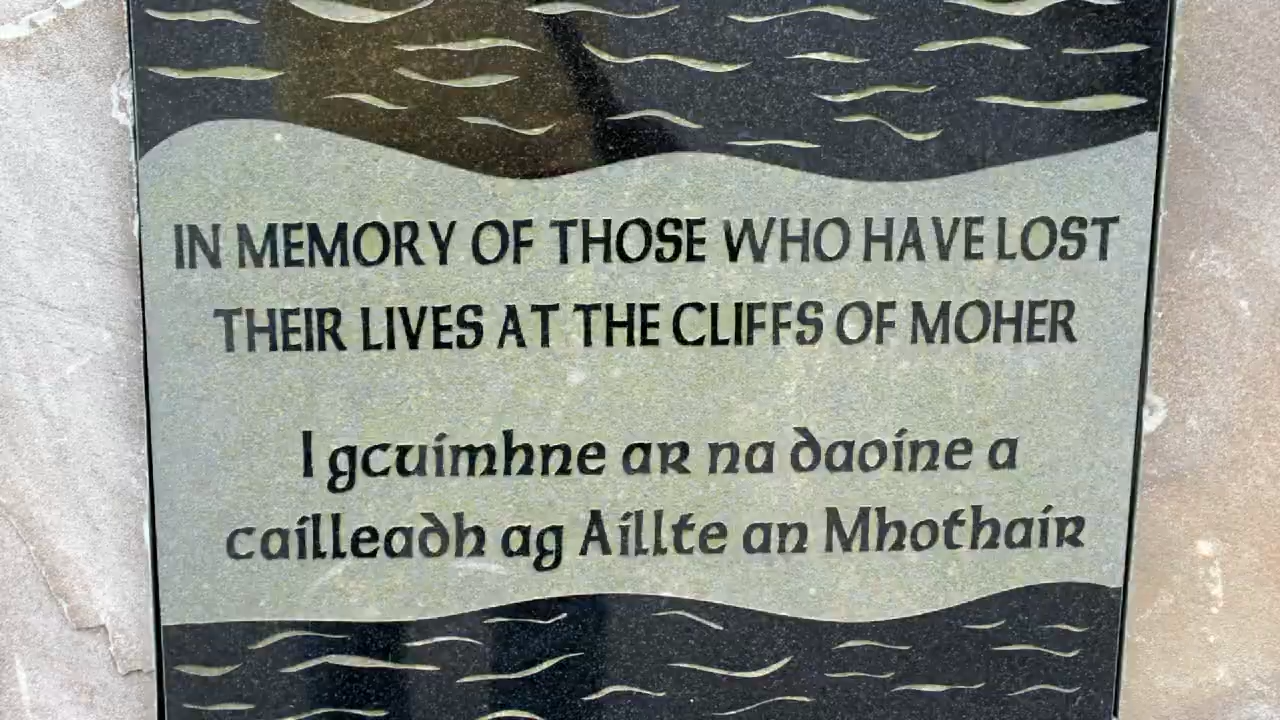 IN MEMORY OF THOSE WHO HAVE LOST
THEIR LIVES AT THE CLIFFS OF MOHER
I gcuimhne ar na daoine a
cailleadh ag Aillte an Mhothair